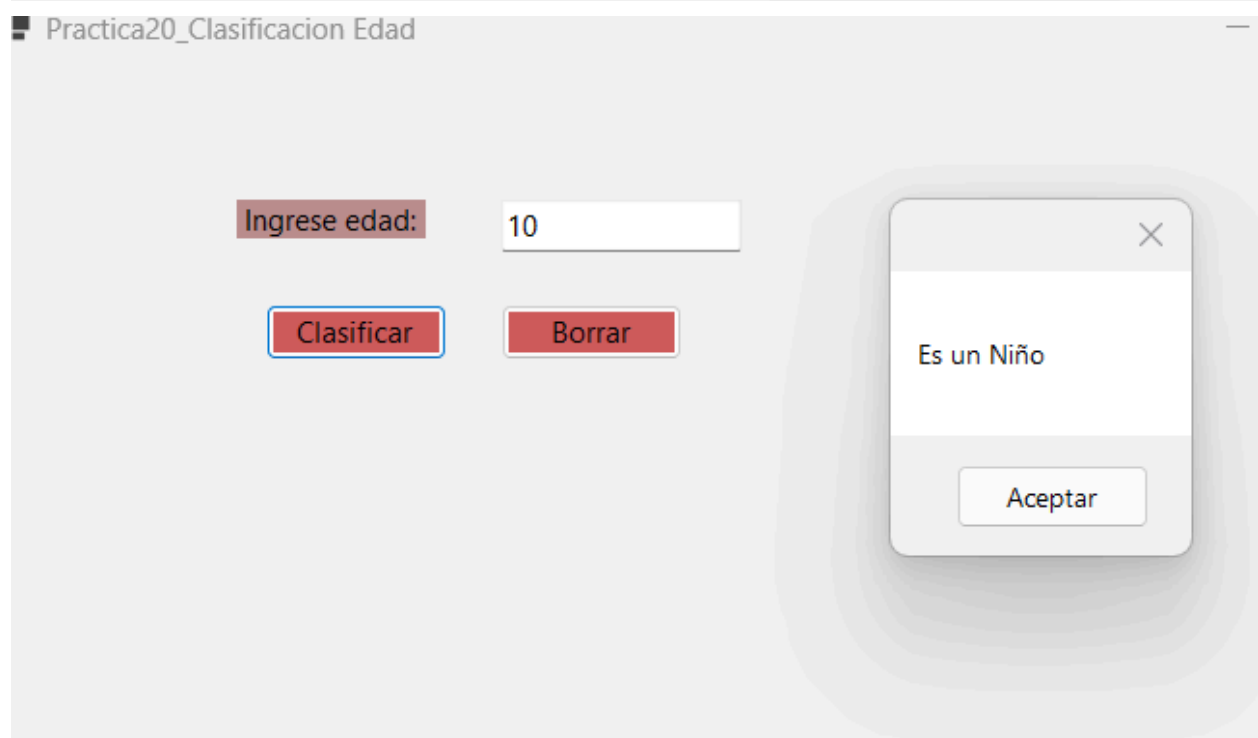 Practica20_Clasificacion Edad
Ingrese edad:
10
Clasificar
Borrar
Es un Niño
Aceptar